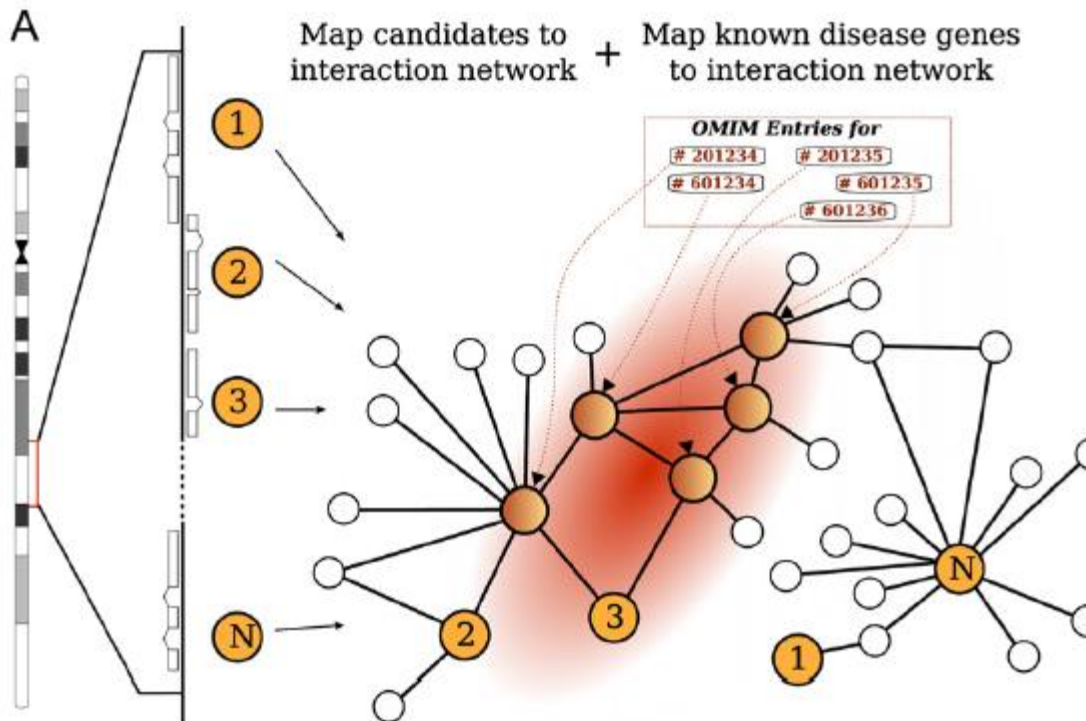 A
Map candidates to
interaction network
+
Map known disease genes
to interaction network
OMIM Entries for
# 201234
# 201235
# 601234
# 601235
# 601236
1
2
3
N
2
3
N
1